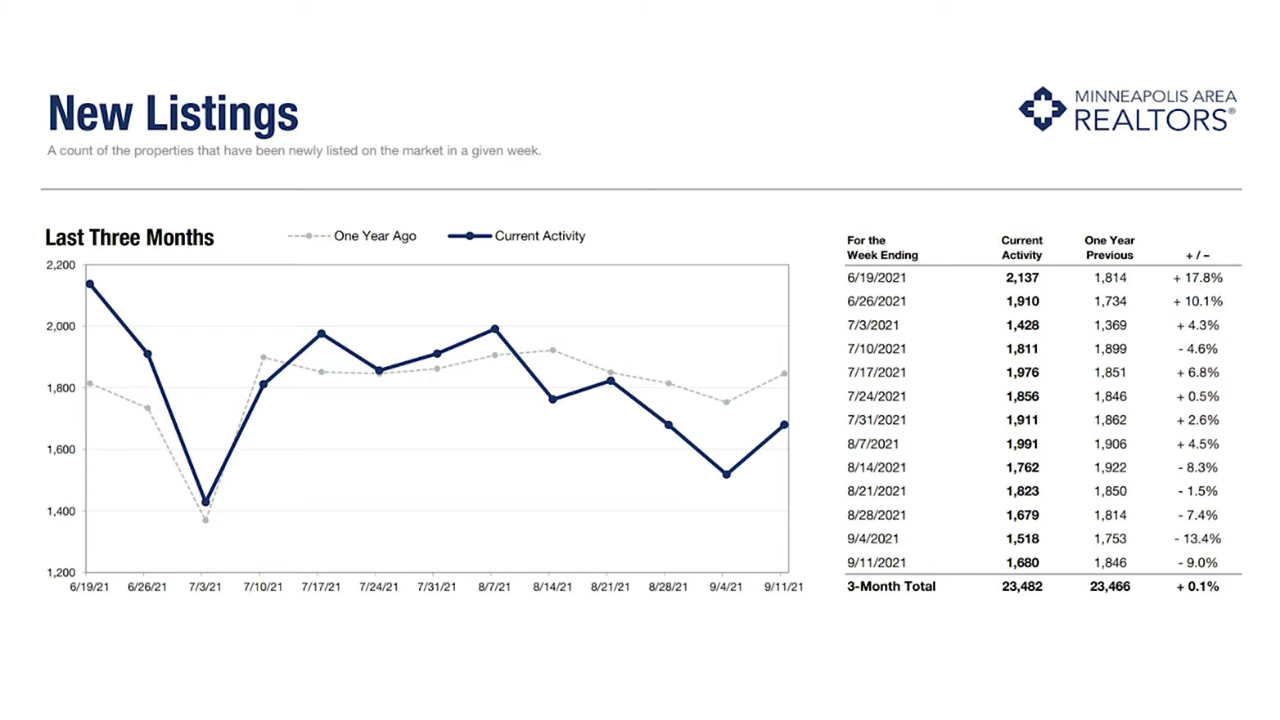 New Listings
A count of the properties that have been newly listed on the market in a given week.
MINNEAPOLIS AREA
REALTORS®
Last Three Months
One Year Ago
Current Activity
2,200
2,000
1,800
1,600
1,400
1,200
6/19/21 6/26/21 7/3/21 7/10/21 7/17/21 7/24/21 7/31/21 8/7/21 8/14/21 8/21/21 8/28/21 9/4/21 9/11/21
For the Current One Year
Week Ending Activity Previous + / –
6/19/2021 2,137 1,814 + 17.8%
6/26/2021 1,910 1,734 + 10.1%
7/3/2021 1,428 1,369 + 4.3%
7/10/2021 1,811 1,899 - 4.6%
7/17/2021 1,976 1,851 + 6.8%
7/24/2021 1,856 1,846 + 0.5%
7/31/2021 1,911 1,862 + 2.6%
8/7/2021 1,991 1,906 + 4.5%
8/14/2021 1,762 1,922 - 8.3%
8/21/2021 1,823 1,850 - 1.5%
8/28/2021 1,679 1,814 - 7.4%
9/4/2021 1,518 1,753 - 13.4%
9/11/2021 1,680 1,846 - 9.0%
3-Month Total 23,482 23,466 + 0.1%